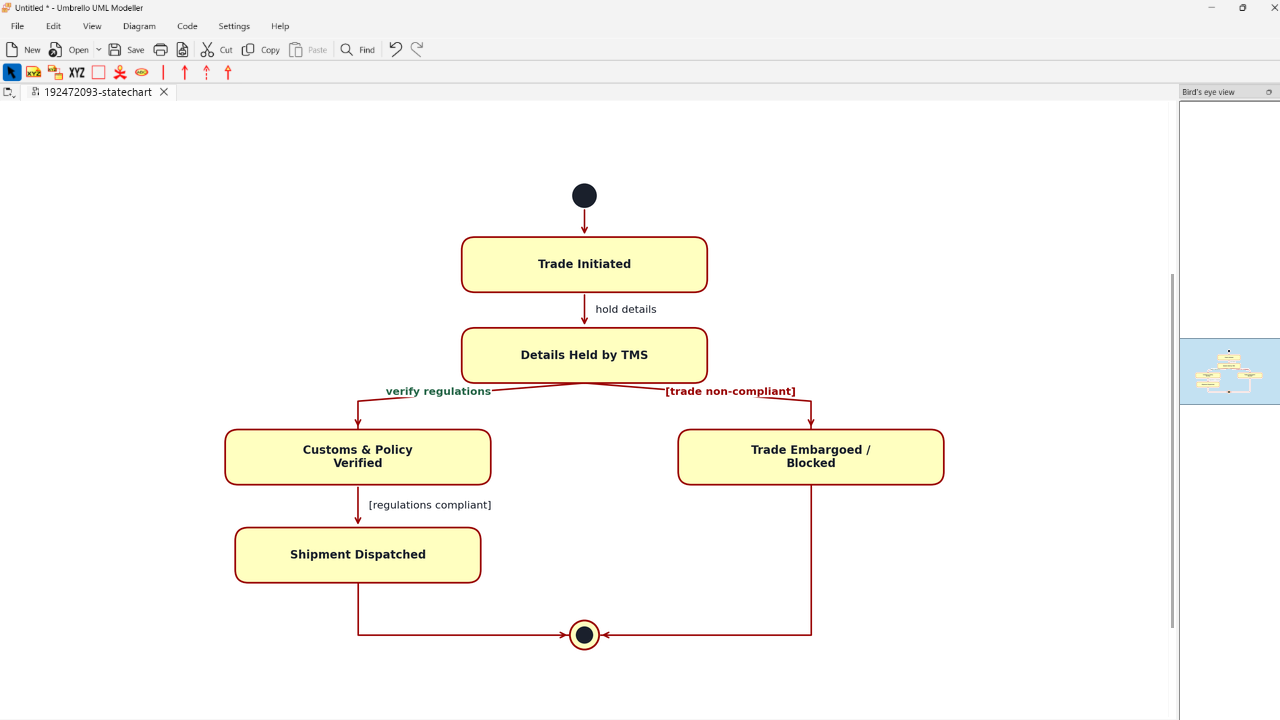 Untitled * - Umbrello UML Modeller
File Edit View Diagram Code Settings Help
New Open Save Cut Copy Paste Find
XYZ XYZ
192472093-statechart
Bird's eye view
Trade Initiated
hold details
Details Held by TMS
verify regulations
[trade non-compliant]
Customs & Policy
Verified
Trade Embargoed /
Blocked
[regulations compliant]
Shipment Dispatched